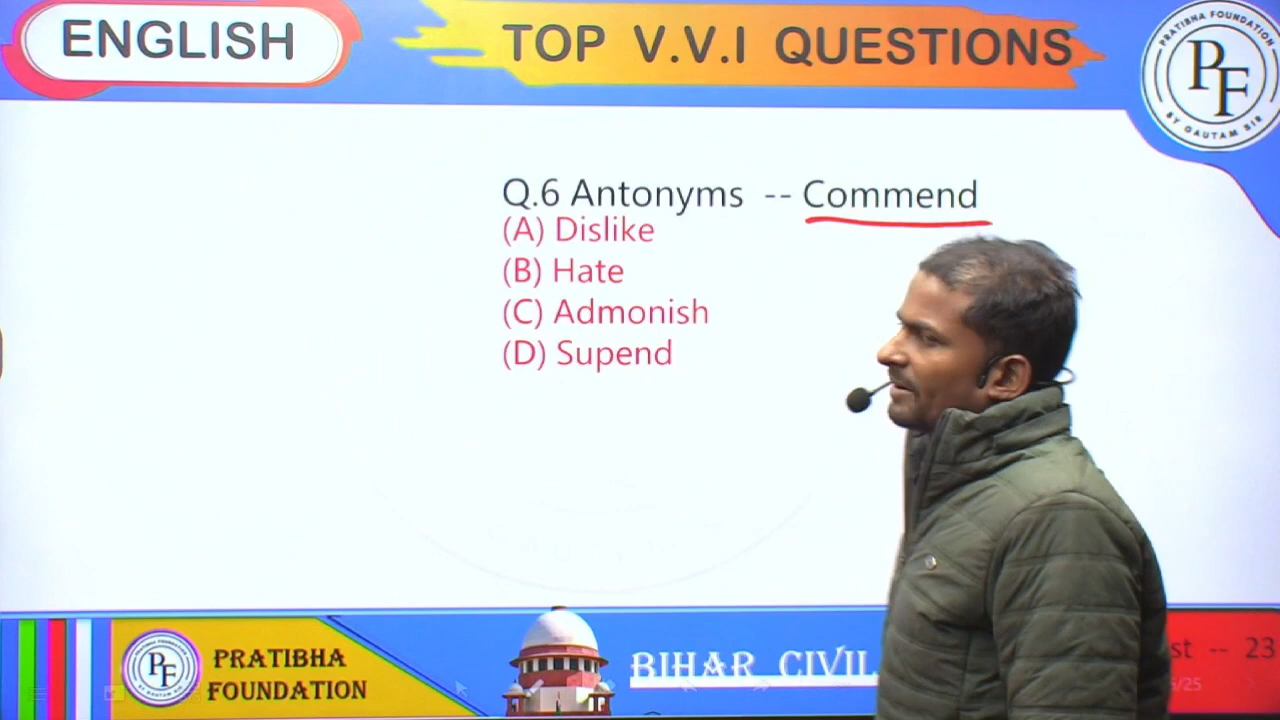 ENGLISH
TOP V.V.I QUESTIONS
PRATIBHA FOUNDATION
PF
BY GAUTAM SIR
Q.6 Antonyms -- Commend
(A) Dislike
(B) Hate
(C) Admonish
(D) Supend
PF
PRATIBHA
FOUNDATION
BIHAR CIVIL
st -- 23
/25